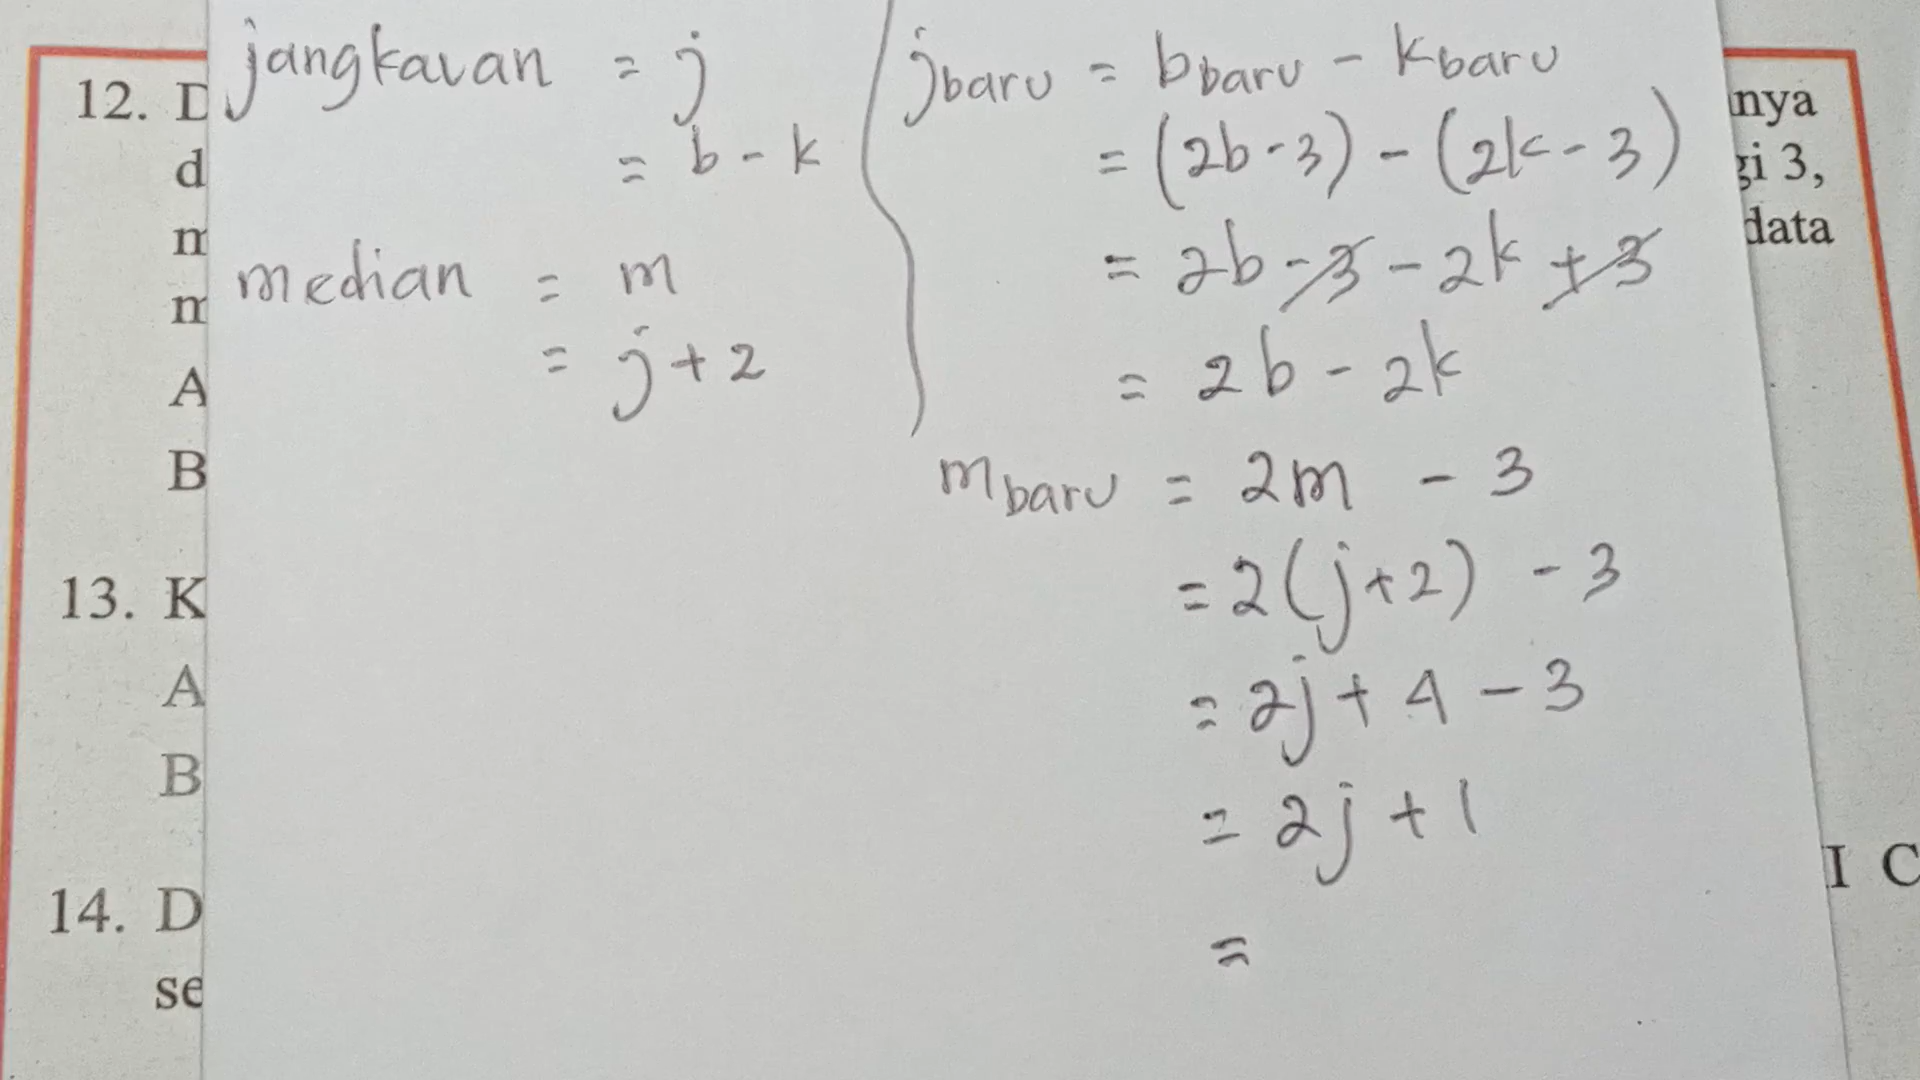 jangkauan = j
= b - k
median = m
= j + 2
jbaru = bbaru - kbaru
= (2b - 3) - (2k - 3)
= 2b - 3 - 2k + 3
= 2b - 2k
mbaru = 2m - 3
= 2(j+2) - 3
= 2j + 4 - 3
= 2j + 1
=
12. D
nya
d
gi 3,
m
data
m
A
B
13. K
A
B
I C
14. D
se